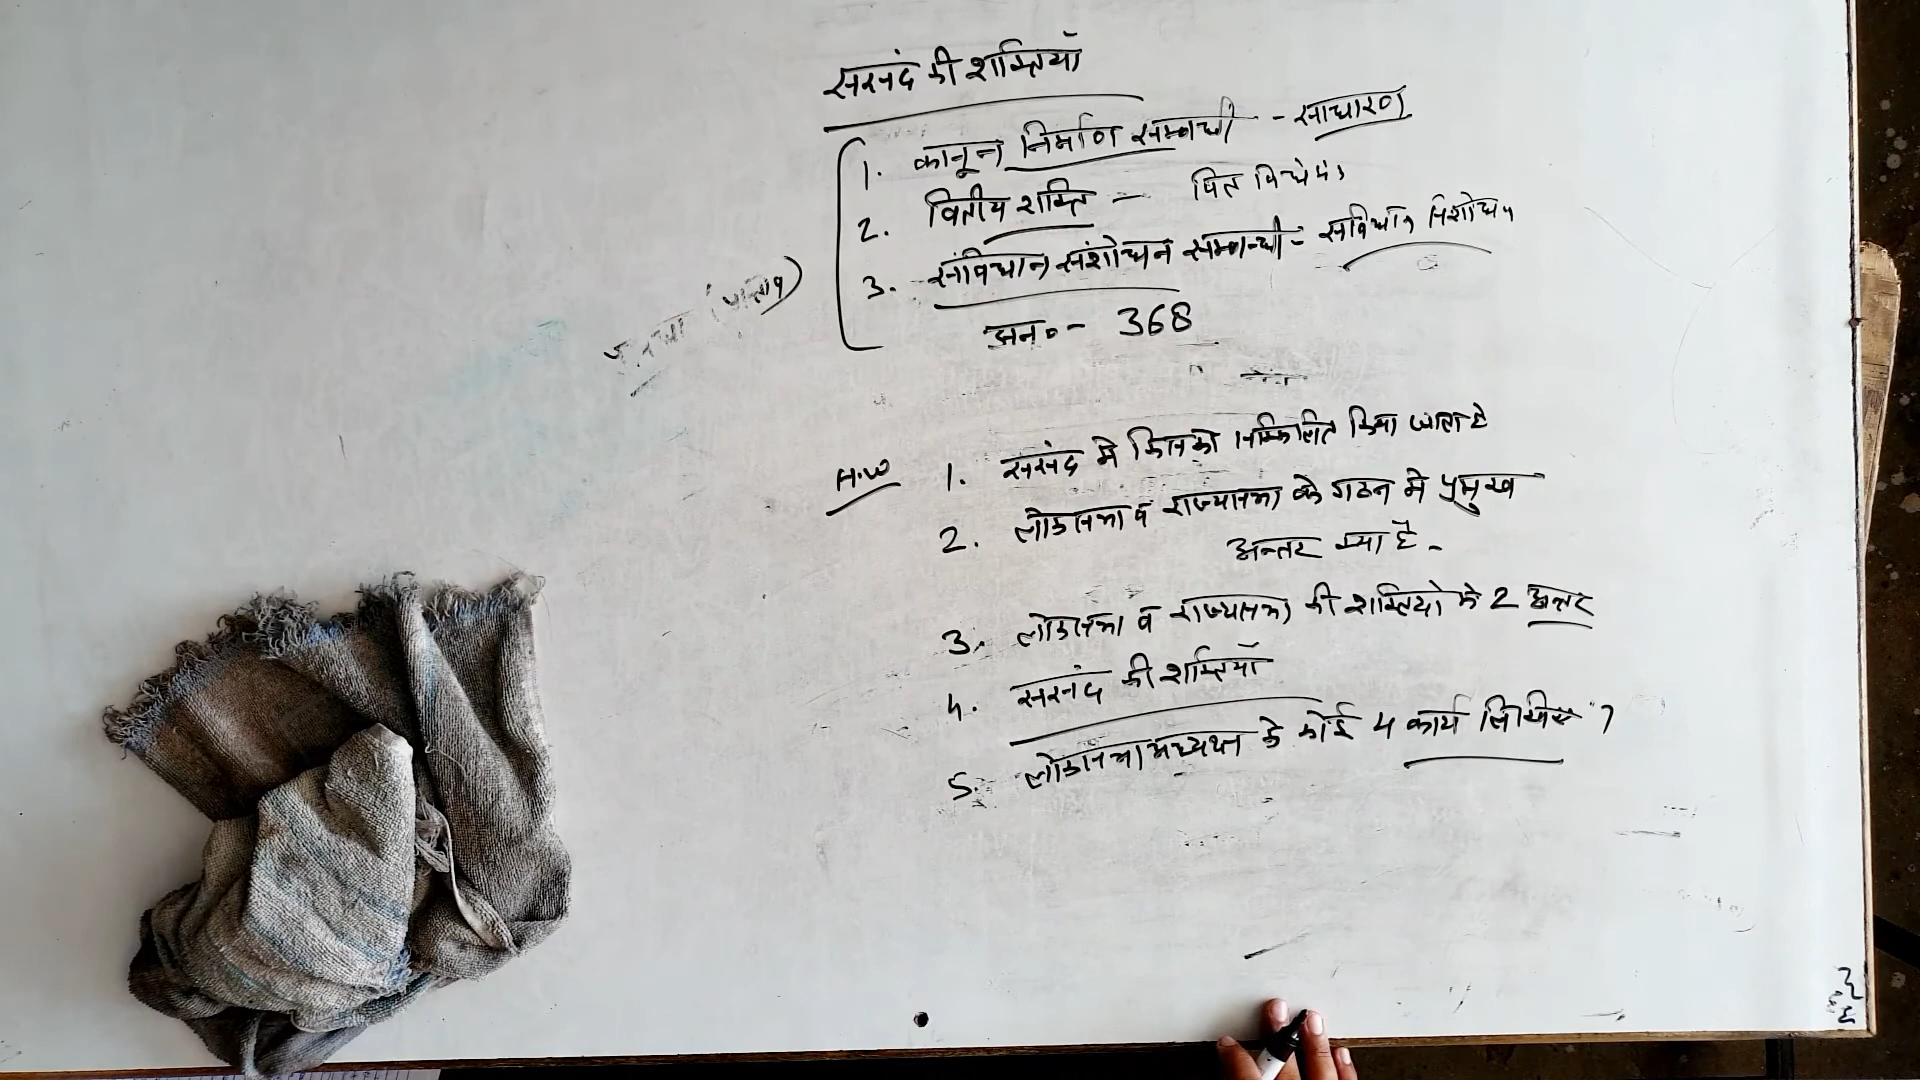 संसद की शक्तियाँ
1. कानून निर्माण सम्बन्धी - साधारण
2. वित्तीय शक्ति - वित्त विधेयक
3. संविधान संशोधन सम्बन्धी - संविधान संशोधन
अनु० - 368
H.W 1. संसद मे किसको सम्मिलित किया जाता है
2. लोकसभा व राज्यसभा के गठन मे प्रमुख
अन्तर क्या है -
3. लोकसभा व राज्यसभा की शक्तियो मे 2 अन्तर
4. संसद की शक्तियाँ
5. लोकसभा अध्यक्ष के कोई 4 कार्य लिखिए ?